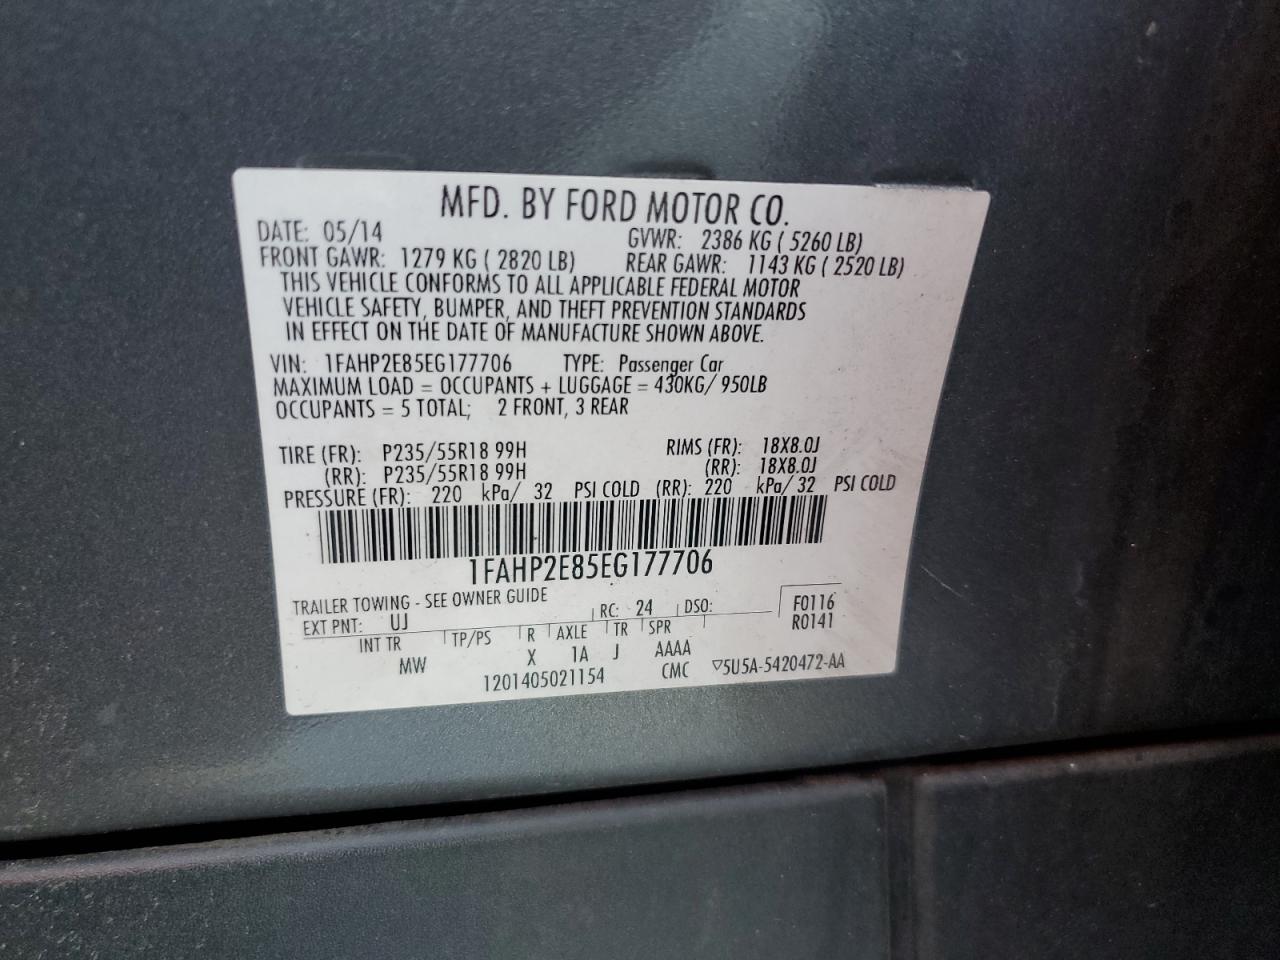 MFD. BY FORD MOTOR CO.
DATE: 05/14 GVWR: 2386 KG ( 5260 LB)
FRONT GAWR: 1279 KG ( 2820 LB) REAR GAWR: 1143 KG ( 2520 LB)
THIS VEHICLE CONFORMS TO ALL APPLICABLE FEDERAL MOTOR
VEHICLE SAFETY, BUMPER, AND THEFT PREVENTION STANDARDS
IN EFFECT ON THE DATE OF MANUFACTURE SHOWN ABOVE.
VIN: 1FAHP2E85EG177706 TYPE: Passenger Car
MAXIMUM LOAD = OCCUPANTS + LUGGAGE = 430KG/ 950LB
OCCUPANTS = 5 TOTAL; 2 FRONT, 3 REAR
TIRE (FR): P235/55R18 99H RIMS (FR): 18X8.0J
(RR): P235/55R18 99H (RR): 18X8.0J
PRESSURE (FR): 220 kPa/ 32 PSI COLD (RR): 220 kPa/ 32 PSI COLD
1FAHP2E85EG177706
TRAILER TOWING - SEE OWNER GUIDE
EXT PNT: UJ RC: 24 DSO: F0116
R0141
INT TR TP/PS R AXLE TR SPR
MW X 1A J AAAA
1201405021154 CMC ▽5U5A-5420472-AA